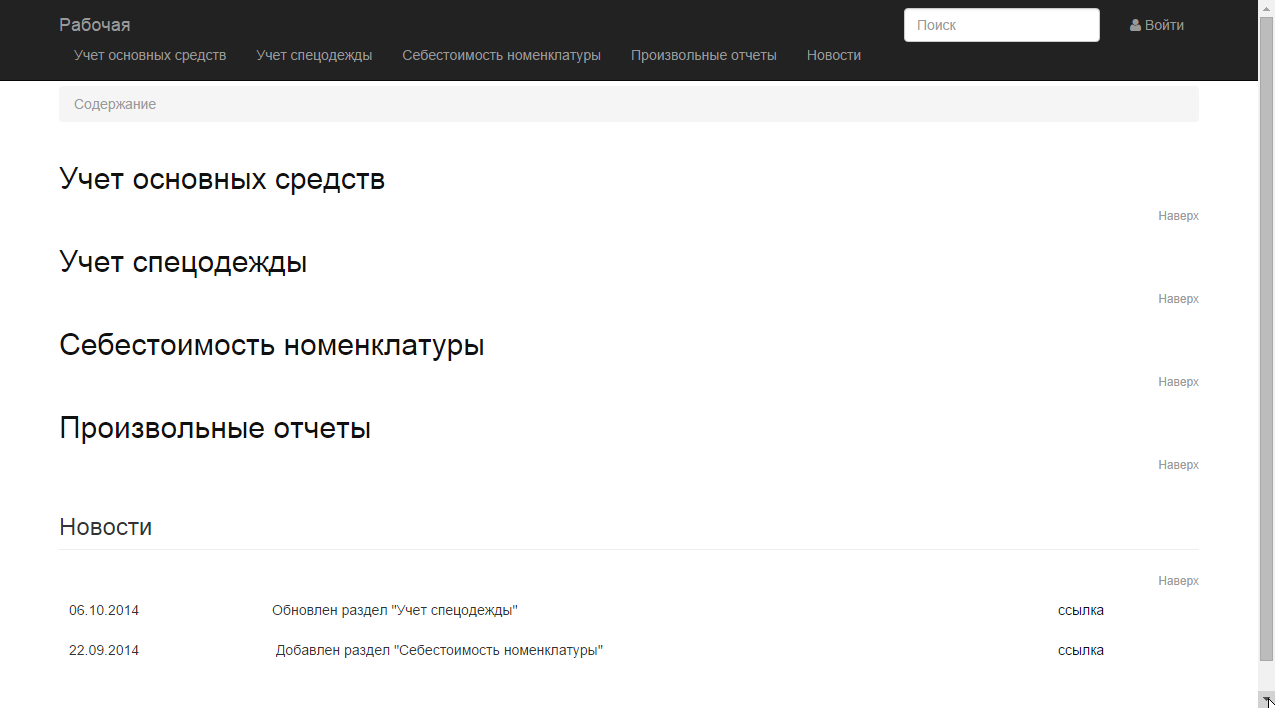 Рабочая
Поиск
Войти
Учет основных средств Учет спецодежды Себестоимость номенклатуры Произвольные отчеты Новости
Содержание
Учет основных средств
Наверх
Учет спецодежды
Наверх
Себестоимость номенклатуры
Наверх
Произвольные отчеты
Наверх
Новости
Наверх
06.10.2014 Обновлен раздел "Учет спецодежды" ссылка
22.09.2014 Добавлен раздел "Себестоимость номенклатуры" ссылка